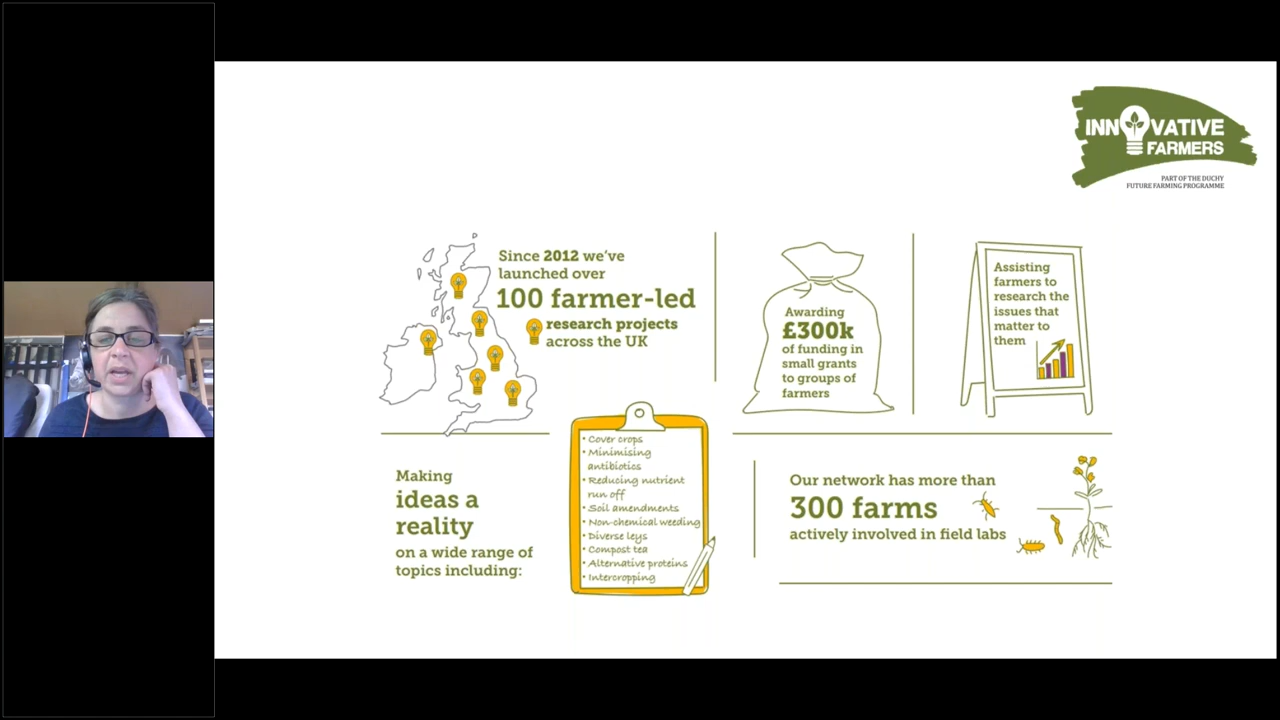 INNOVATIVE
FARMERS
PART OF THE DUCHY
FUTURE FARMING PROGRAMME
Since 2012 we've
launched over
100 farmer-led
research projects
across the UK
Awarding
£300k
of funding in
small grants
to groups of
farmers
Assisting
farmers to
research the
issues that
matter to
them
Making
ideas a
reality
on a wide range of
topics including:
• Cover crops
• Minimising
antibiotics
• Reducing nutrient
run off
• Soil amendments
• Non-chemical weeding
• Diverse leys
• Compost tea
• Alternative proteins
• Intercropping
Our network has more than
300 farms
actively involved in field labs